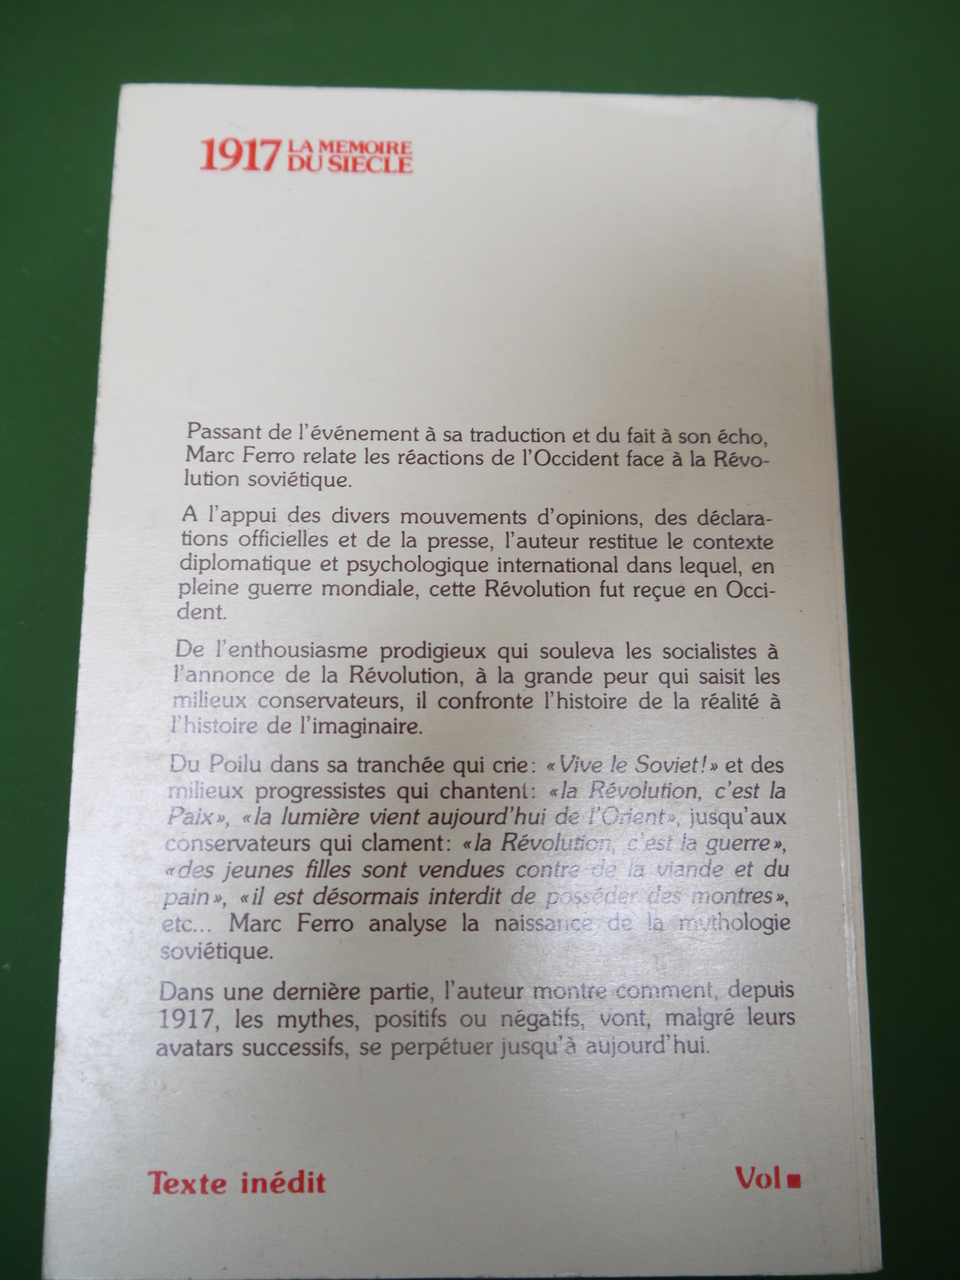 1917 LA MEMOIRE
DU SIECLE
Passant de l'événement à sa traduction et du fait à son écho,
Marc Ferro relate les réactions de l'Occident face à la Révo-
lution soviétique.
A l'appui des divers mouvements d'opinions, des déclara-
tions officielles et de la presse, l'auteur restitue le contexte
diplomatique et psychologique international dans lequel, en
pleine guerre mondiale, cette Révolution fut reçue en Occi-
dent.
De l'enthousiasme prodigieux qui souleva les socialistes à
l'annonce de la Révolution, à la grande peur qui saisit les
milieux conservateurs, il confronte l'histoire de la réalité à
l'histoire de l'imaginaire.
Du Poilu dans sa tranchée qui crie: «Vive le Soviet!» et des
milieux progressistes qui chantent: «la Révolution, c'est la
Paix», «la lumière vient aujourd'hui de l'Orient», jusqu'aux
conservateurs qui clament: «la Révolution, c'est la guerre»,
«des jeunes filles sont vendues contre de la viande et du
pain», «il est désormais interdit de posséder des montres»,
etc... Marc Ferro analyse la naissance de la mythologie
soviétique.
Dans une dernière partie, l'auteur montre comment, depuis
1917, les mythes, positifs ou négatifs, vont, malgré leurs
avatars successifs, se perpétuer jusqu'à aujourd'hui.
Texte inédit
Vol■